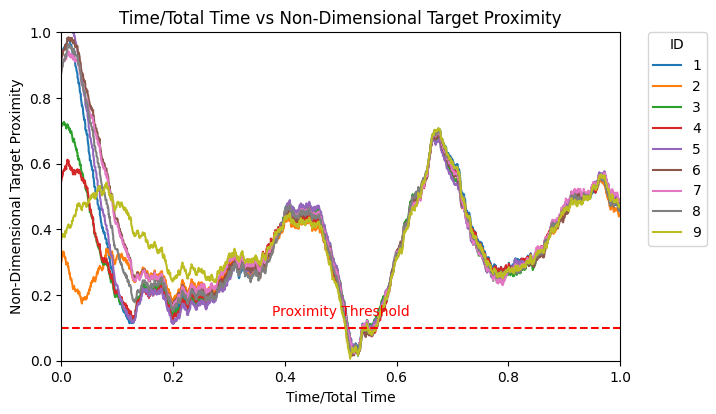 Time/Total Time vs Non-Dimensional Target Proximity
Non-Dimensional Target Proximity
1.0
0.8
0.6
0.4
0.2
0.0
Proximity Threshold
0.0 0.2 0.4 0.6 0.8 1.0
Time/Total Time
ID
1
2
3
4
5
6
7
8
9